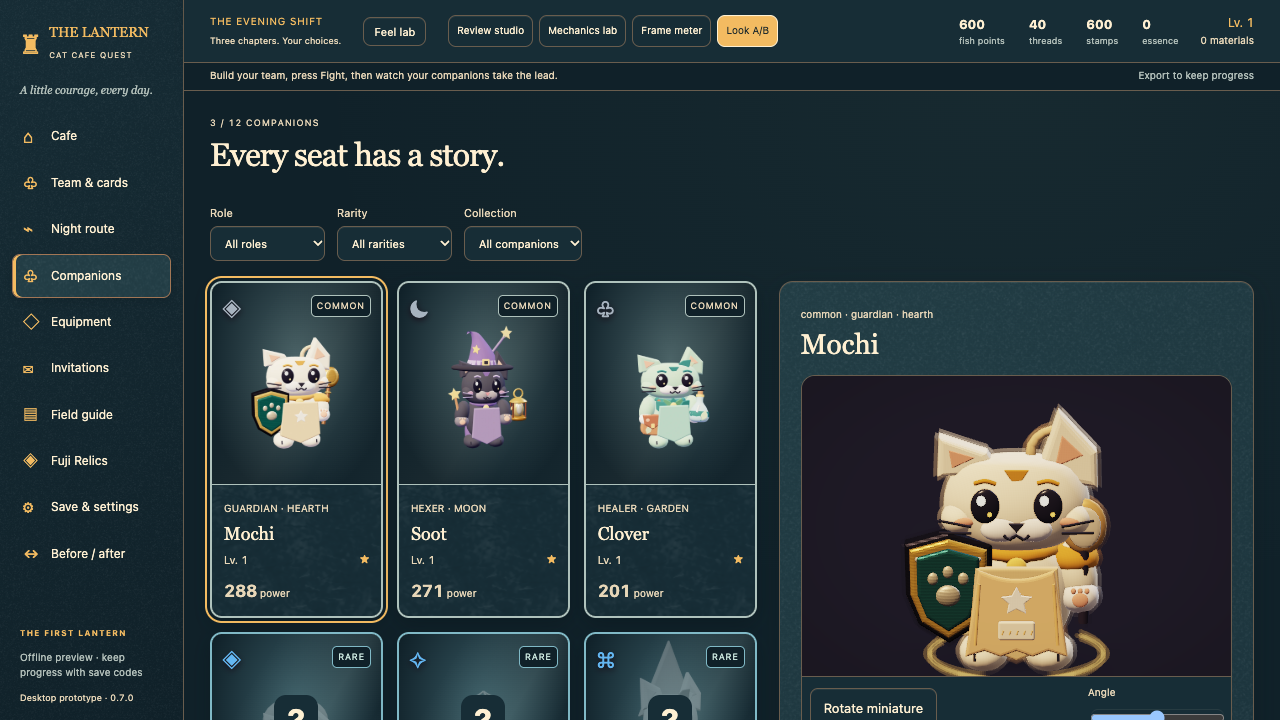 THE LANTERN
CAT CAFE QUEST
A little courage, every day.
Cafe
Team & cards
Night route
Companions
Equipment
Invitations
Field guide
Fuji Relics
Save & settings
Before / after
THE FIRST LANTERN
Offline preview · keep
progress with save codes
Desktop prototype · 0.7.0
THE EVENING SHIFT
Three chapters. Your choices.
Feel lab
Review studio
Mechanics lab
Frame meter
Look A/B
600
fish points
40
threads
600
stamps
0
essence
Lv. 1
0 materials
Build your team, press Fight, then watch your companions take the lead.
Export to keep progress
3 / 12 COMPANIONS
Every seat has a story.
Role
Rarity
Collection
All roles
All rarities
All companions
COMMON
GUARDIAN · HEARTH
Mochi
Lv. 1
288 power
COMMON
HEXER · MOON
Soot
Lv. 1
271 power
COMMON
HEALER · GARDEN
Clover
Lv. 1
201 power
RARE
?
RARE
?
RARE
?
common · guardian · hearth
Mochi
Rotate miniature
Angle